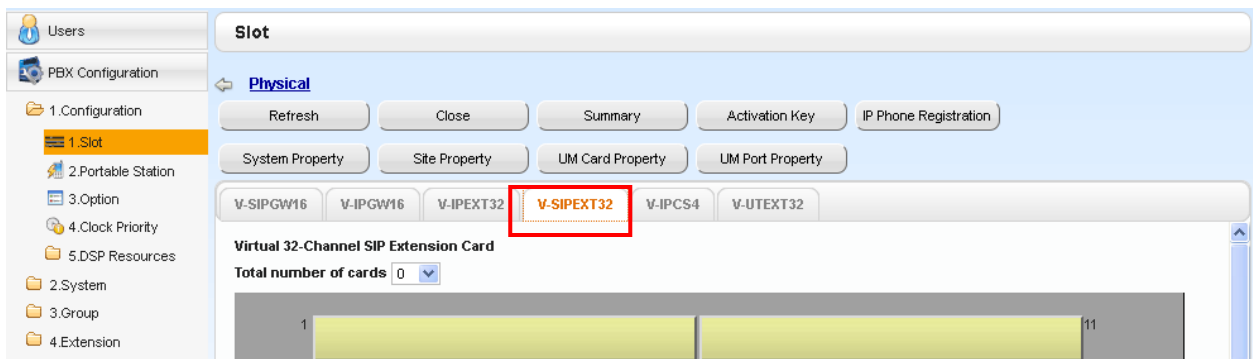 Users
PBX Configuration
1.Configuration
1.Slot
2.Portable Station
3.Option
4.Clock Priority
5.DSP Resources
2.System
3.Group
4.Extension
Slot
Physical
Refresh Close Summary Activation Key IP Phone Registration
System Property Site Property UM Card Property UM Port Property
V-SIPGW16 V-IPGW16 V-IPEXT32 V-SIPEXT32 V-IPCS4 V-UTEXT32
Virtual 32-Channel SIP Extension Card
Total number of cards 0
1 11